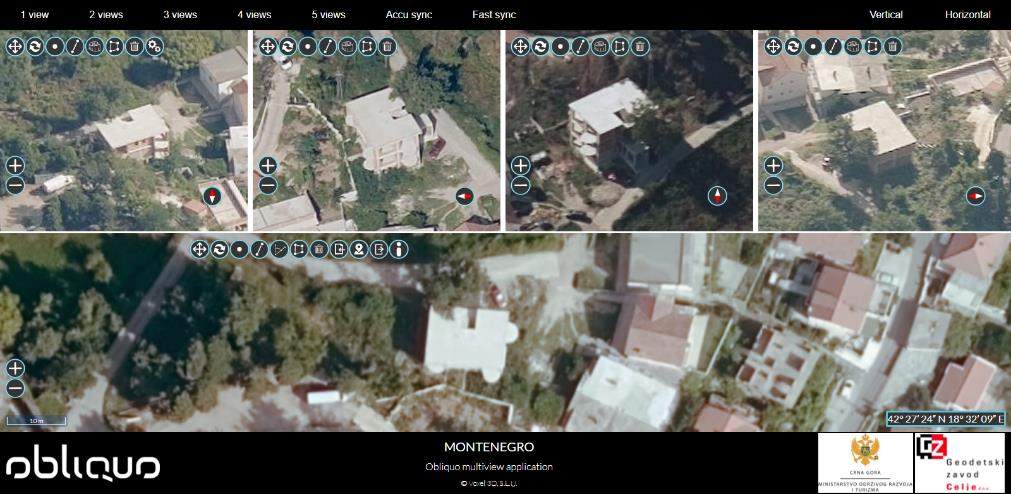 1 view 2 views 3 views 4 views 5 views Accu sync Fast sync Vertical Horizontal
10 m
42° 27' 24" N 18° 32' 09" E
obliquo
MONTENEGRO
Obliquo multiview application
© Voxel 3D, S.L.U.
CRNA GORA
MINISTARSTVO ODRŽIVOG RAZVOJA
I TURIZMA
GZ
Geodetski
zavod
Celje d.o.o.